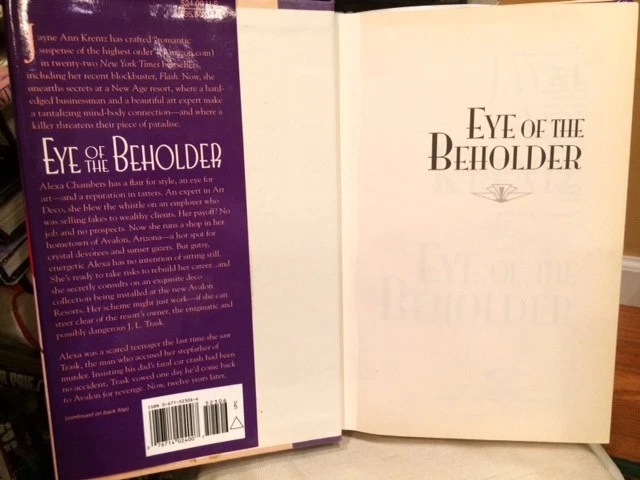 Jayne Ann Krentz has crafted "romantic
suspense of the highest order" (Amazon.com)
in twenty-two New York Times bestsellers,
including her recent blockbuster, Flash. Now, she
unearths secrets at a New Age resort, where a hard-
edged businessman and a beautiful art expert make
a tantalizing mind-body connection—and where a
killer threatens their piece of paradise.
EYE OF THE BEHOLDER
Alexa Chambers has a flair for style, an eye for
art—and a reputation in tatters. An expert in Art
Deco, she blew the whistle on an employer who
was selling fakes to wealthy clients. Her payoff? No
job and no prospects. Now she runs a shop in her
hometown of Avalon, Arizona—a hot spot for
crystal devotees and sunset gazers. But gutsy,
energetic Alexa has no intention of sitting still.
She's ready to take risks to rebuild her career...and
she secretly consults on an exquisite deco
collection being installed at the new Avalon
Resorts. Her scheme might just work—if she can
steer clear of the resort's owner, the enigmatic and
possibly dangerous J. L. Trask.
Alexa was a scared teenager the last time she saw
Trask, the man who accused her stepfather of
murder. Insisting his dad's fatal car crash had been
no accident, Trask vowed one day he'd come back
to Avalon for revenge. Now, twelve years later,
(continued on back flap)
ISBN 0-671-52306-6
52306
7 6714 02400 7
EYE OF THE
BEHOLDER